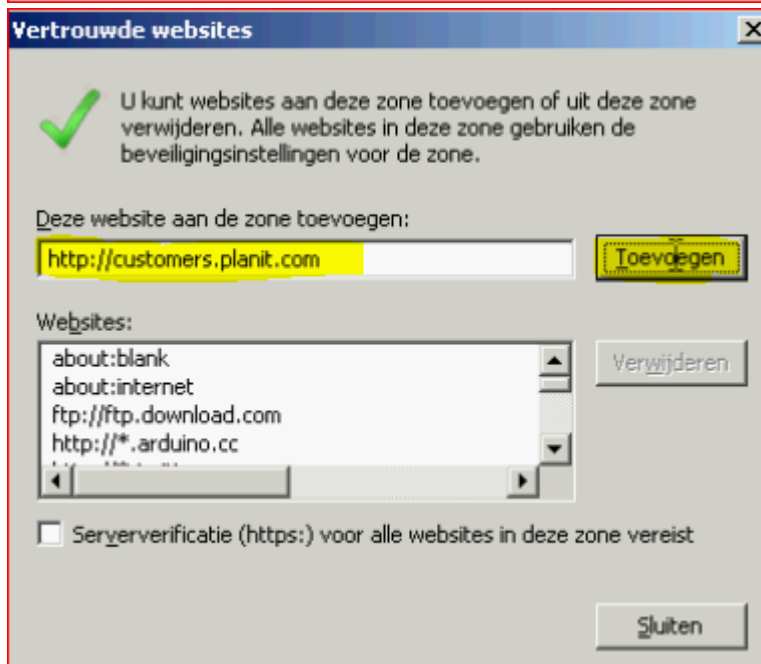 Vertrouwde websites
U kunt websites aan deze zone toevoegen of uit deze zone
verwijderen. Alle websites in deze zone gebruiken de
beveiligingsinstellingen voor de zone.
Deze website aan de zone toevoegen:
http://customers.planit.com
Toevoegen
Websites:
about:blank
about:internet
ftp://ftp.download.com
http://*.arduino.cc
Verwijderen
Serververificatie (https:) voor alle websites in deze zone vereist
Sluiten